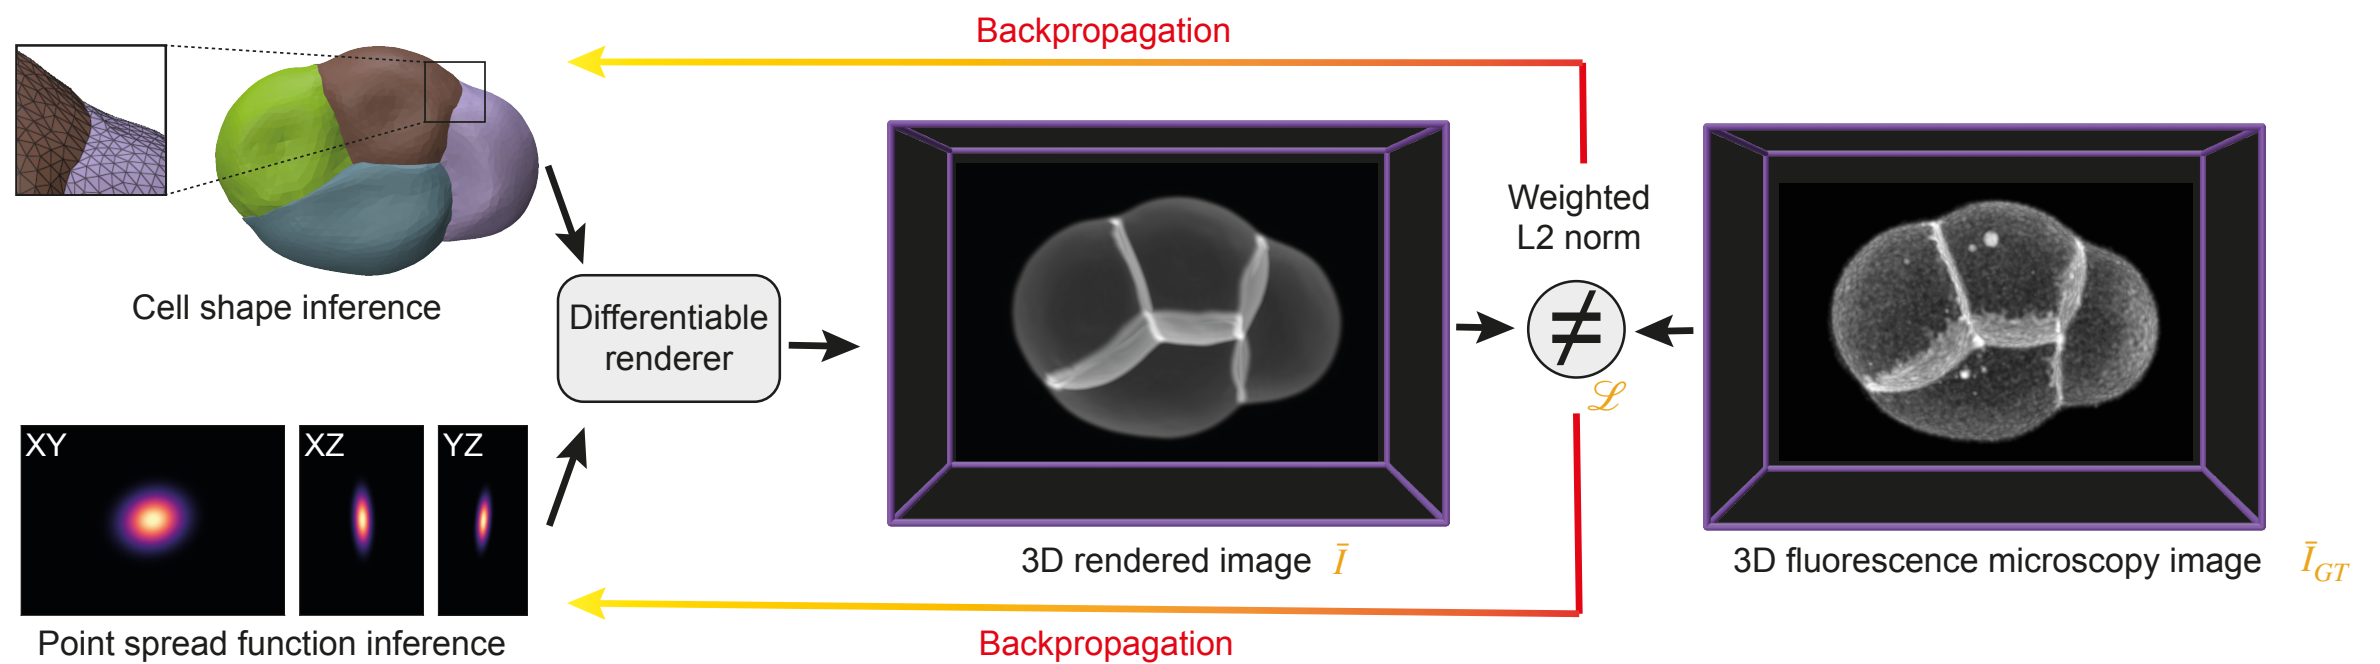 Backpropagation
Cell shape inference
Differentiable
renderer
Weighted
L2 norm
≠
ℒ
XY
XZ
YZ
Point spread function inference
3D rendered image Ī
3D fluorescence microscopy image Ī_GT
Backpropagation